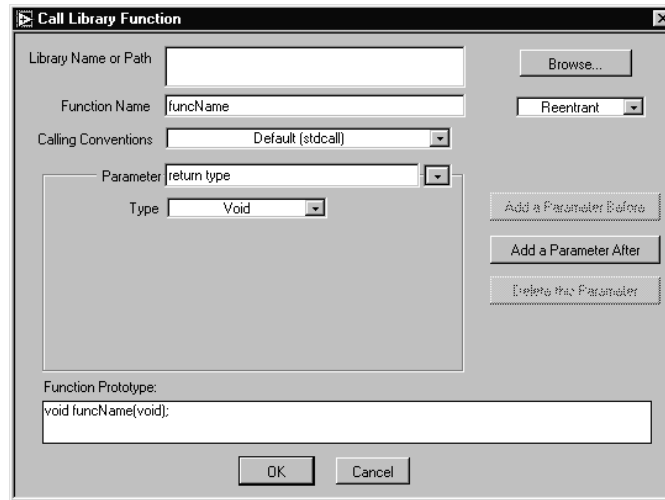 Call Library Function
Library Name or Path
Browse...
Function Name funcName
Reentrant
Calling Conventions Default (stdcall)
Parameter return type
Type Void
Add a Parameter Before
Add a Parameter After
Delete this Parameter
Function Prototype:
void funcName(void);
OK Cancel